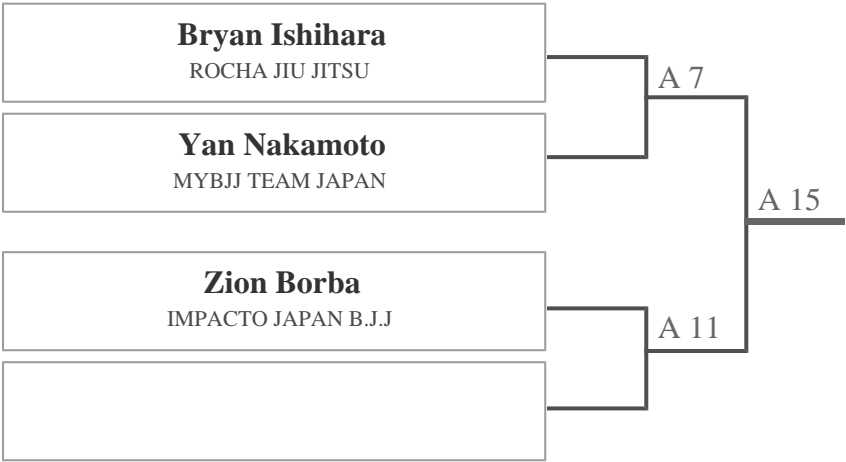 Bryan Ishihara
ROCHA JIU JITSU
A 7
Yan Nakamoto
MYBJJ TEAM JAPAN
A 15
Zion Borba
IMPACTO JAPAN B.J.J
A 11